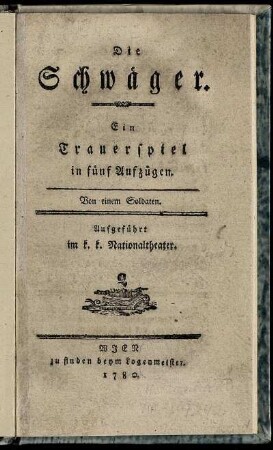 Die
Schwäger.
Ein
Trauerspiel
in fünf Aufzügen.
Von einem Soldaten.
Aufgeführt
im k. k. Nationaltheater.
WIEN
zu finden beym Logenmeister.
1780.